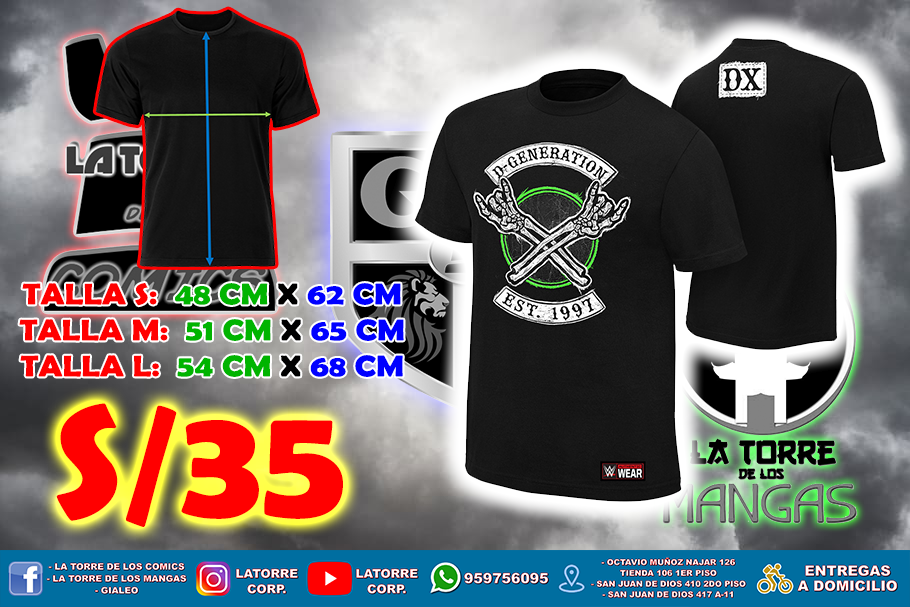 LA TO
D
COMICS
G
TALLA S: 48 CM X 62 CM
TALLA M: 51 CM X 65 CM
TALLA L: 54 CM X 68 CM
S/35
D-GENERATION
EST. 1997
W WEAR
DX
LA TORRE
DE LOS
MANGAS
- LA TORRE DE LOS COMICS
- LA TORRE DE LOS MANGAS
- GIALEO
LATORRE
CORP.
LATORRE
CORP.
959756095
- OCTAVIO MUÑOZ NAJAR 126
TIENDA 106 1ER PISO
- SAN JUAN DE DIOS 410 2DO PISO
- SAN JUAN DE DIOS 417 A-11
ENTREGAS
A DOMICILIO